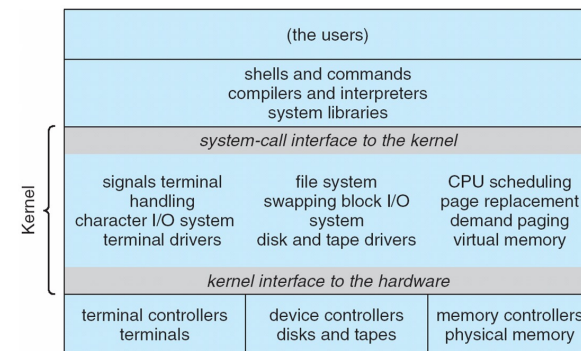 (the users)
shells and commands
compilers and interpreters
system libraries
system-call interface to the kernel
Kernel
signals terminal
handling
character I/O system
terminal drivers
file system
swapping block I/O
system
disk and tape drivers
CPU scheduling
page replacement
demand paging
virtual memory
kernel interface to the hardware
terminal controllers
terminals
device controllers
disks and tapes
memory controllers
physical memory